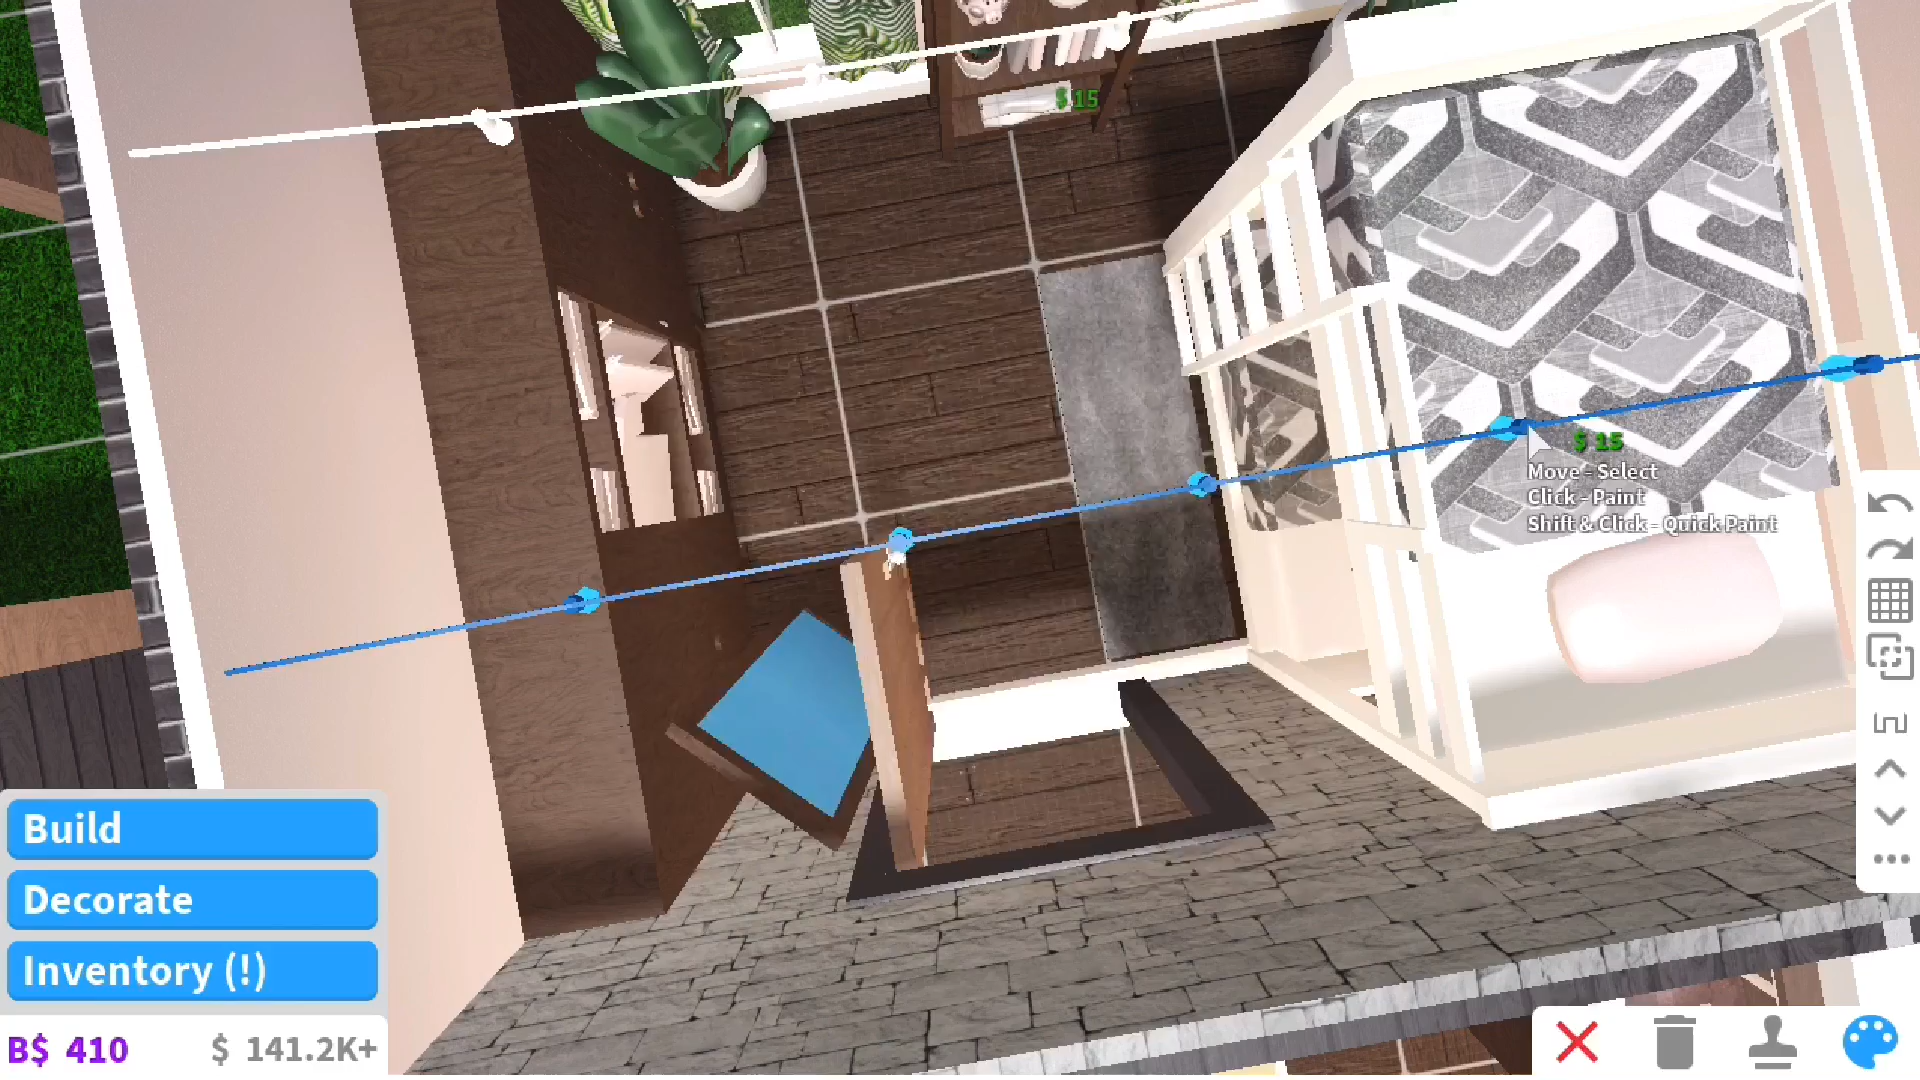 $ 15
$ 15
Move - Select
Click - Paint
Shift & Click - Quick Paint
Build
Decorate
Inventory (!)
B$ 410 $ 141.2K+